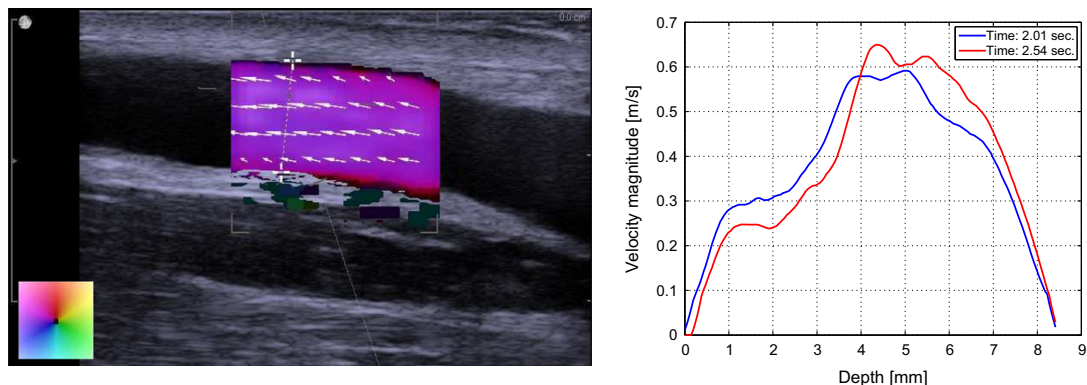 0.0 cm
Velocity magnitude [m/s]
0.7
0.6
0.5
0.4
0.3
0.2
0.1
0
Time: 2.01 sec.
Time: 2.54 sec.
0 1 2 3 4 5 6 7 8 9
Depth [mm]